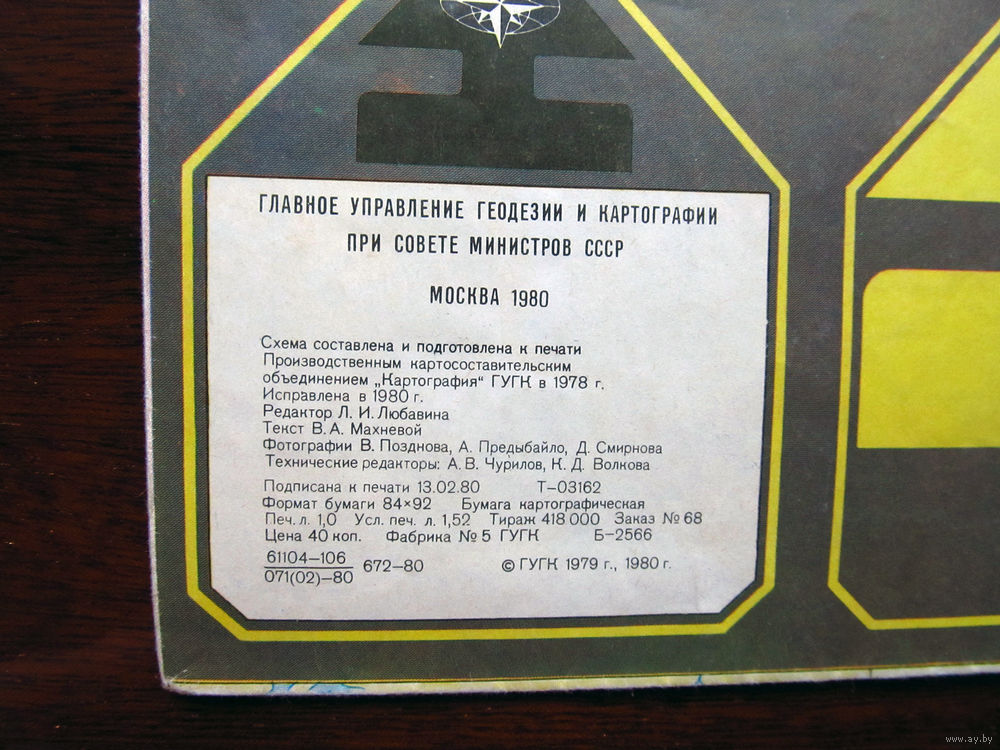 ГЛАВНОЕ УПРАВЛЕНИЕ ГЕОДЕЗИИ И КАРТОГРАФИИ
ПРИ СОВЕТЕ МИНИСТРОВ СССР
МОСКВА 1980
Схема составлена и подготовлена к печати
Производственным картосоставительским
объединением „Картография“ ГУГК в 1978 г.
Исправлена в 1980 г.
Редактор Л. И. Любавина
Текст В. А. Махневой
Фотографии В. Позднова, А. Предыбайло, Д. Смирнова
Технические редакторы: А. В. Чурилов, К. Д. Волкова
Подписана к печати 13.02.80 Т–03162
Формат бумаги 84×92 Бумага картографическая
Печ. л. 1,0 Усл. печ. л. 1,52 Тираж 418 000 Заказ № 68
Цена 40 коп. Фабрика № 5 ГУГК Б–2566
61104–106
071(02)–80 672–80 © ГУГК 1979 г., 1980 г.
www.ay.by